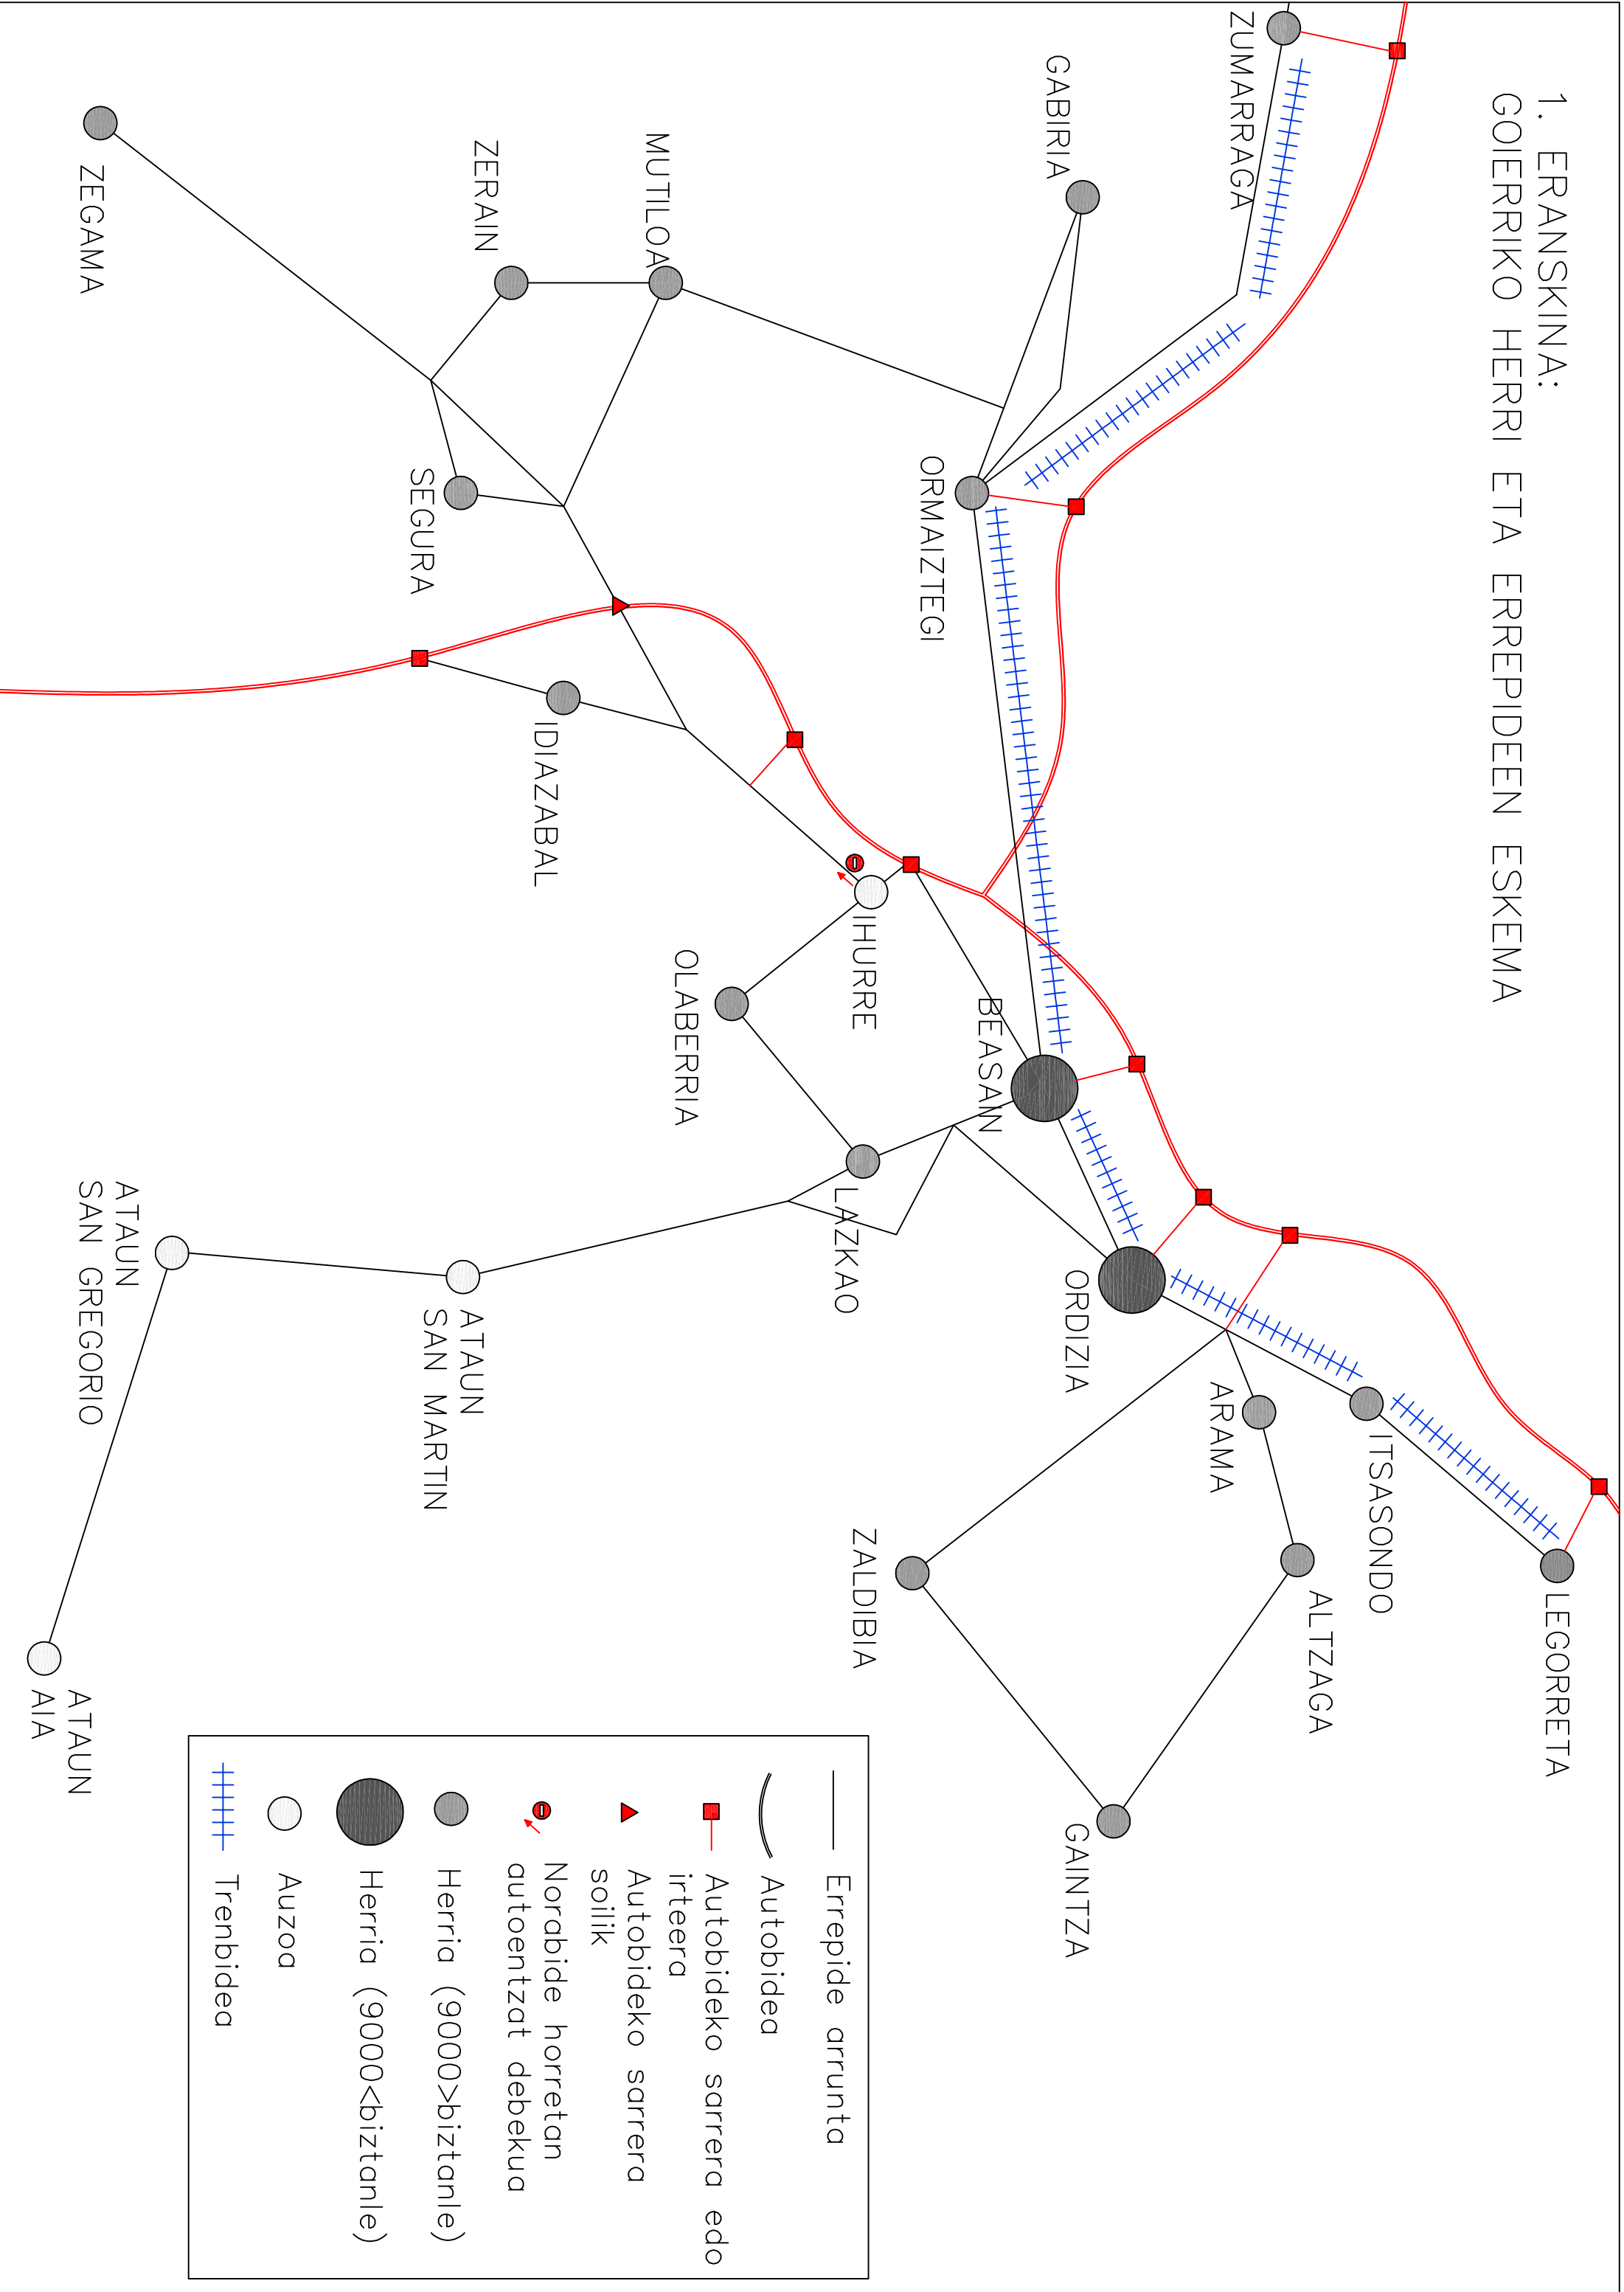 1. ERANSKINA:
GOIERRIKO HERRI ETA ERREPIDEEN ESKEMA
ZUMARRAGA
GABIRIA
MUTILOA
ZERAIN
ZEGAMA
ORMAIZTEGI
SEGURA
IDIAZABAL
IHURRE
OLABERRIA
BEASAIN
LAZKAO
ORDIZIA
ARAMA
ITSASONDO
LEGORRETA
ALTZAGA
ZALDIBIA
GAINTZA
ATAUN
SAN MARTIN
ATAUN
SAN GREGORIO
ATAUN
AIA
Errepide arrunta
Autobidea
Autobideko sarrera edo
irteera
Autobideko sarrera
soilik
Norabide horretan
autoentzat debekua
Herria (9000>biztanle)
Herria (9000<biztanle)
Auzoa
Trenbidea